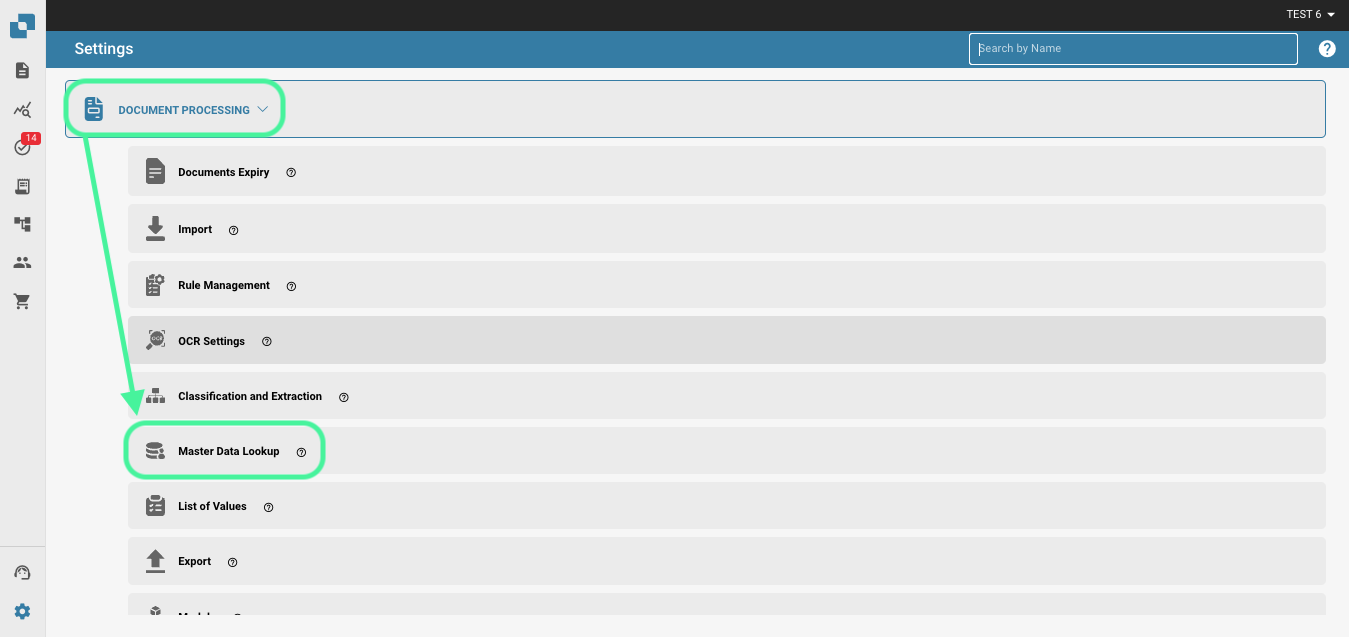 TEST 6
Settings
Search by Name
DOCUMENT PROCESSING
14
Documents Expiry
Import
Rule Management
OCR Settings
Classification and Extraction
Master Data Lookup
List of Values
Export